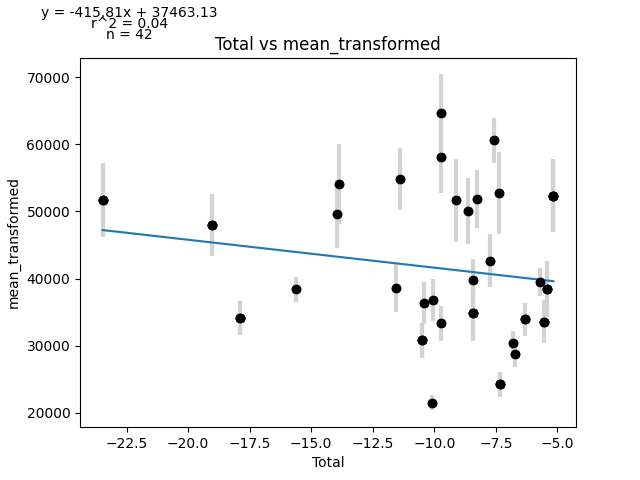 y = -415.81x + 37463.13
r^2 = 0.04
n = 42
Total vs mean_transformed
70000
60000
50000
40000
30000
20000
mean_transformed
−22.5 −20.0 −17.5 −15.0 −12.5 −10.0 −7.5 −5.0
Total